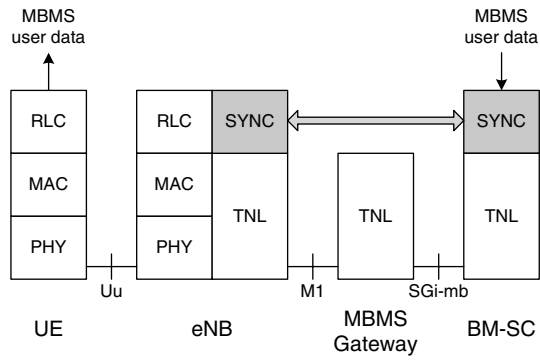 MBMS
user data
MBMS
user data
RLC
RLC
SYNC
SYNC
MAC
MAC
TNL
TNL
TNL
PHY
PHY
Uu
M1
SGi-mb
UE
eNB
MBMS
Gateway
BM-SC